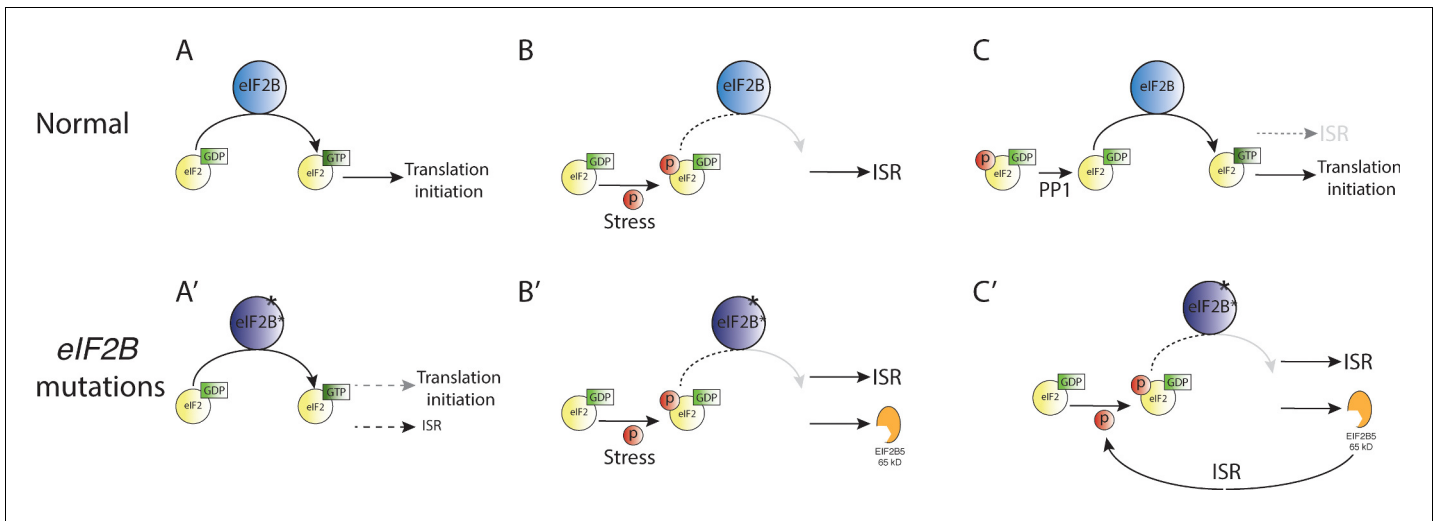 A
B
C
Normal
eIF2B
GDP
eIF2
GTP
eIF2
Translation
initiation
eIF2B
GDP
eIF2
p
Stress
p
GDP
eIF2
ISR
eIF2B
p
GDP
eIF2
PP1
GDP
eIF2
GTP
eIF2
ISR
Translation
initiation
A′
B′
C′
eIF2B
mutations
*
eIF2B*
GDP
eIF2
GTP
eIF2
Translation
initiation
ISR
*
eIF2B*
GDP
eIF2
p
Stress
p
GDP
eIF2
ISR
EIF2B5
65 kD
*
eIF2B*
GDP
eIF2
p
p
GDP
eIF2
ISR
EIF2B5
65 kD
ISR